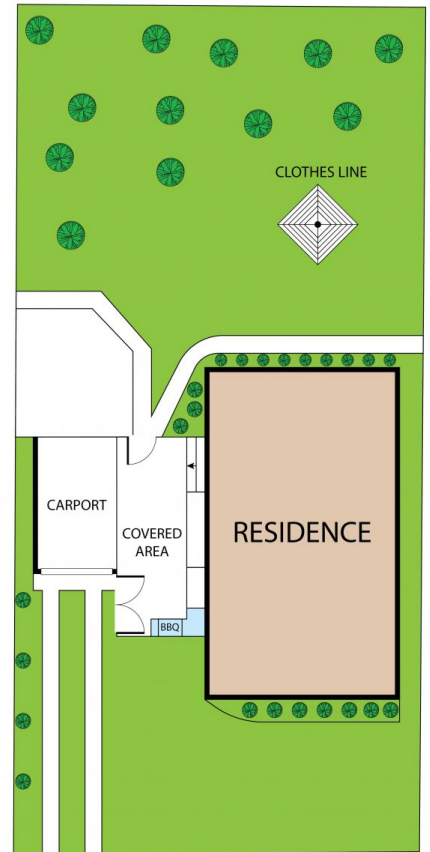 CLOTHES LINE
CARPORT
COVERED
AREA
RESIDENCE
BBQ